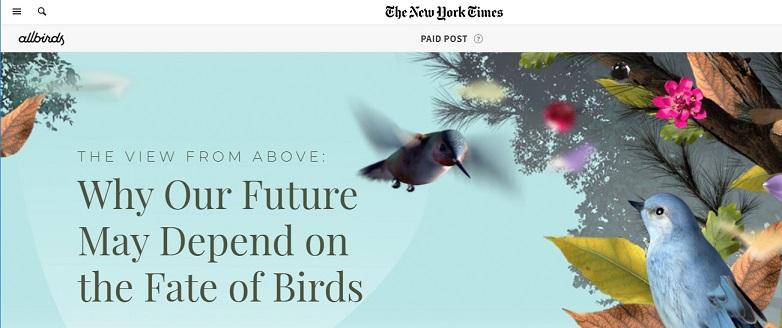 The New York Times
allbirds
PAID POST ?
THE VIEW FROM ABOVE:
Why Our Future
May Depend on
the Fate of Birds